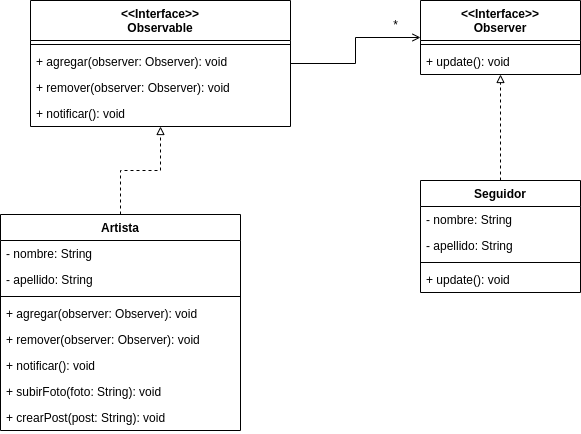 <<Interface>>
Observable
+ agregar(observer: Observer): void
+ remover(observer: Observer): void
+ notificar(): void
*
<<Interface>>
Observer
+ update(): void
Artista
- nombre: String
- apellido: String
+ agregar(observer: Observer): void
+ remover(observer: Observer): void
+ notificar(): void
+ subirFoto(foto: String): void
+ crearPost(post: String): void
Seguidor
- nombre: String
- apellido: String
+ update(): void